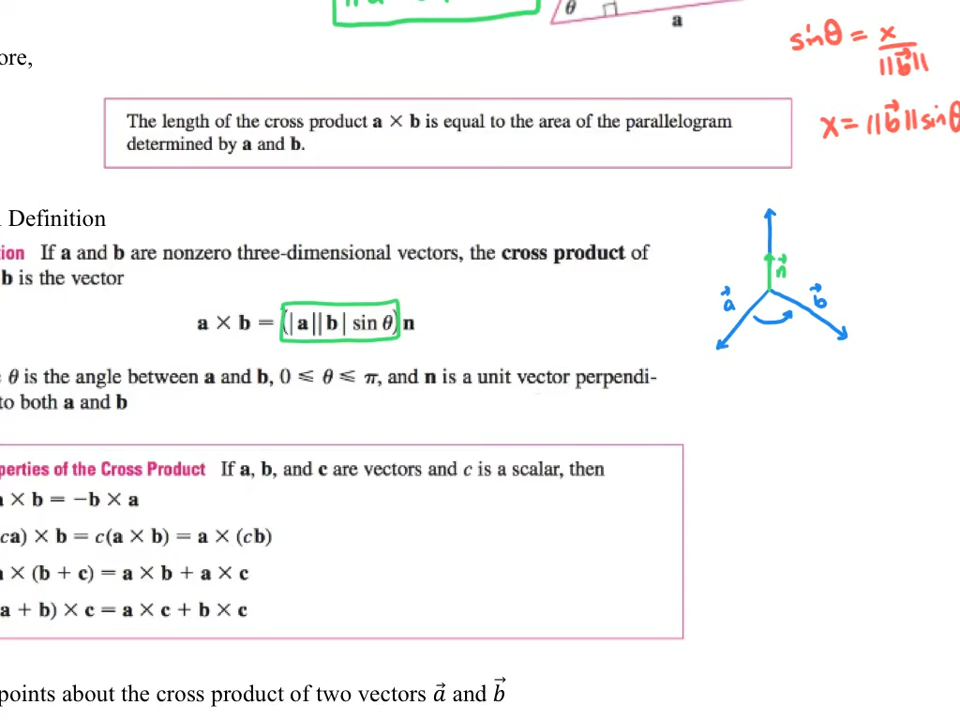 θ
a
sinθ = x / ||b⃗||
ore,
x = ||b⃗|| sinθ
The length of the cross product a × b is equal to the area of the parallelogram
determined by a and b.
Definition
ion If a and b are nonzero three-dimensional vectors, the cross product of
b is the vector
a × b = (|a||b| sin θ) n
n⃗
a⃗
b⃗
θ is the angle between a and b, 0 ⩽ θ ⩽ π, and n is a unit vector perpendi-
to both a and b
perties of the Cross Product If a, b, and c are vectors and c is a scalar, then
a × b = −b × a
ca) × b = c(a × b) = a × (cb)
a × (b + c) = a × b + a × c
a + b) × c = a × c + b × c
points about the cross product of two vectors a⃗ and b⃗